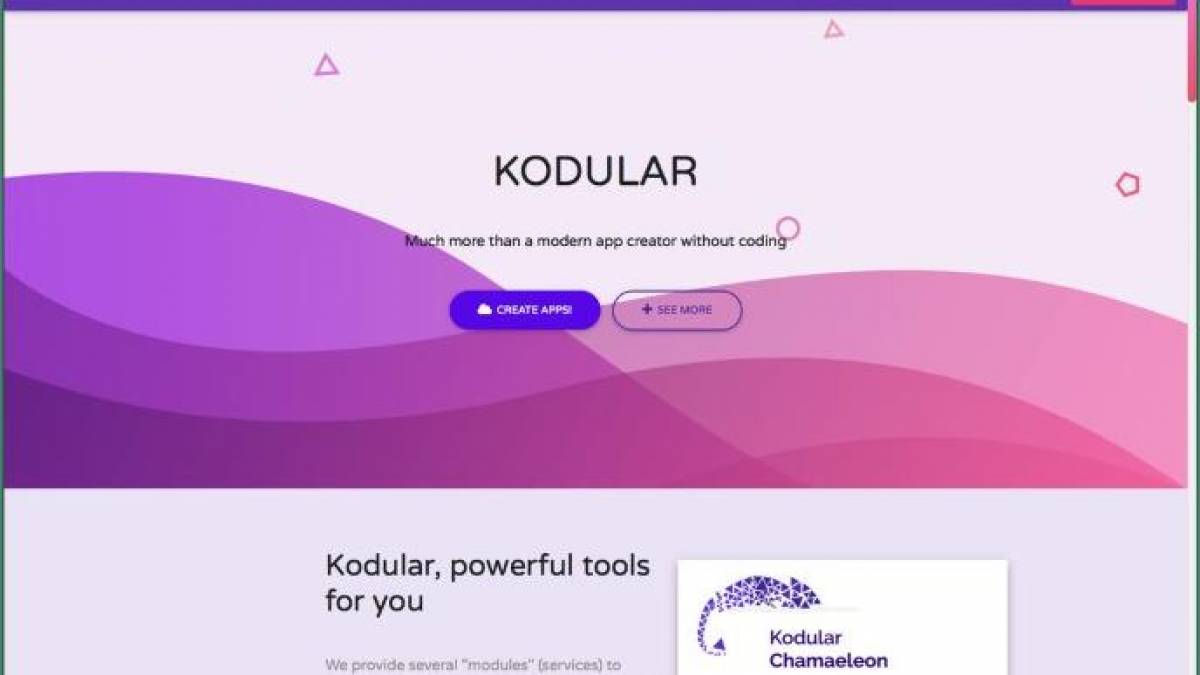 KODULAR
Much more than a modern app creator without coding
CREATE APPS!
SEE MORE
Kodular, powerful tools
for you
We provide several "modules" (services) to
Kodular
Chamaeleon